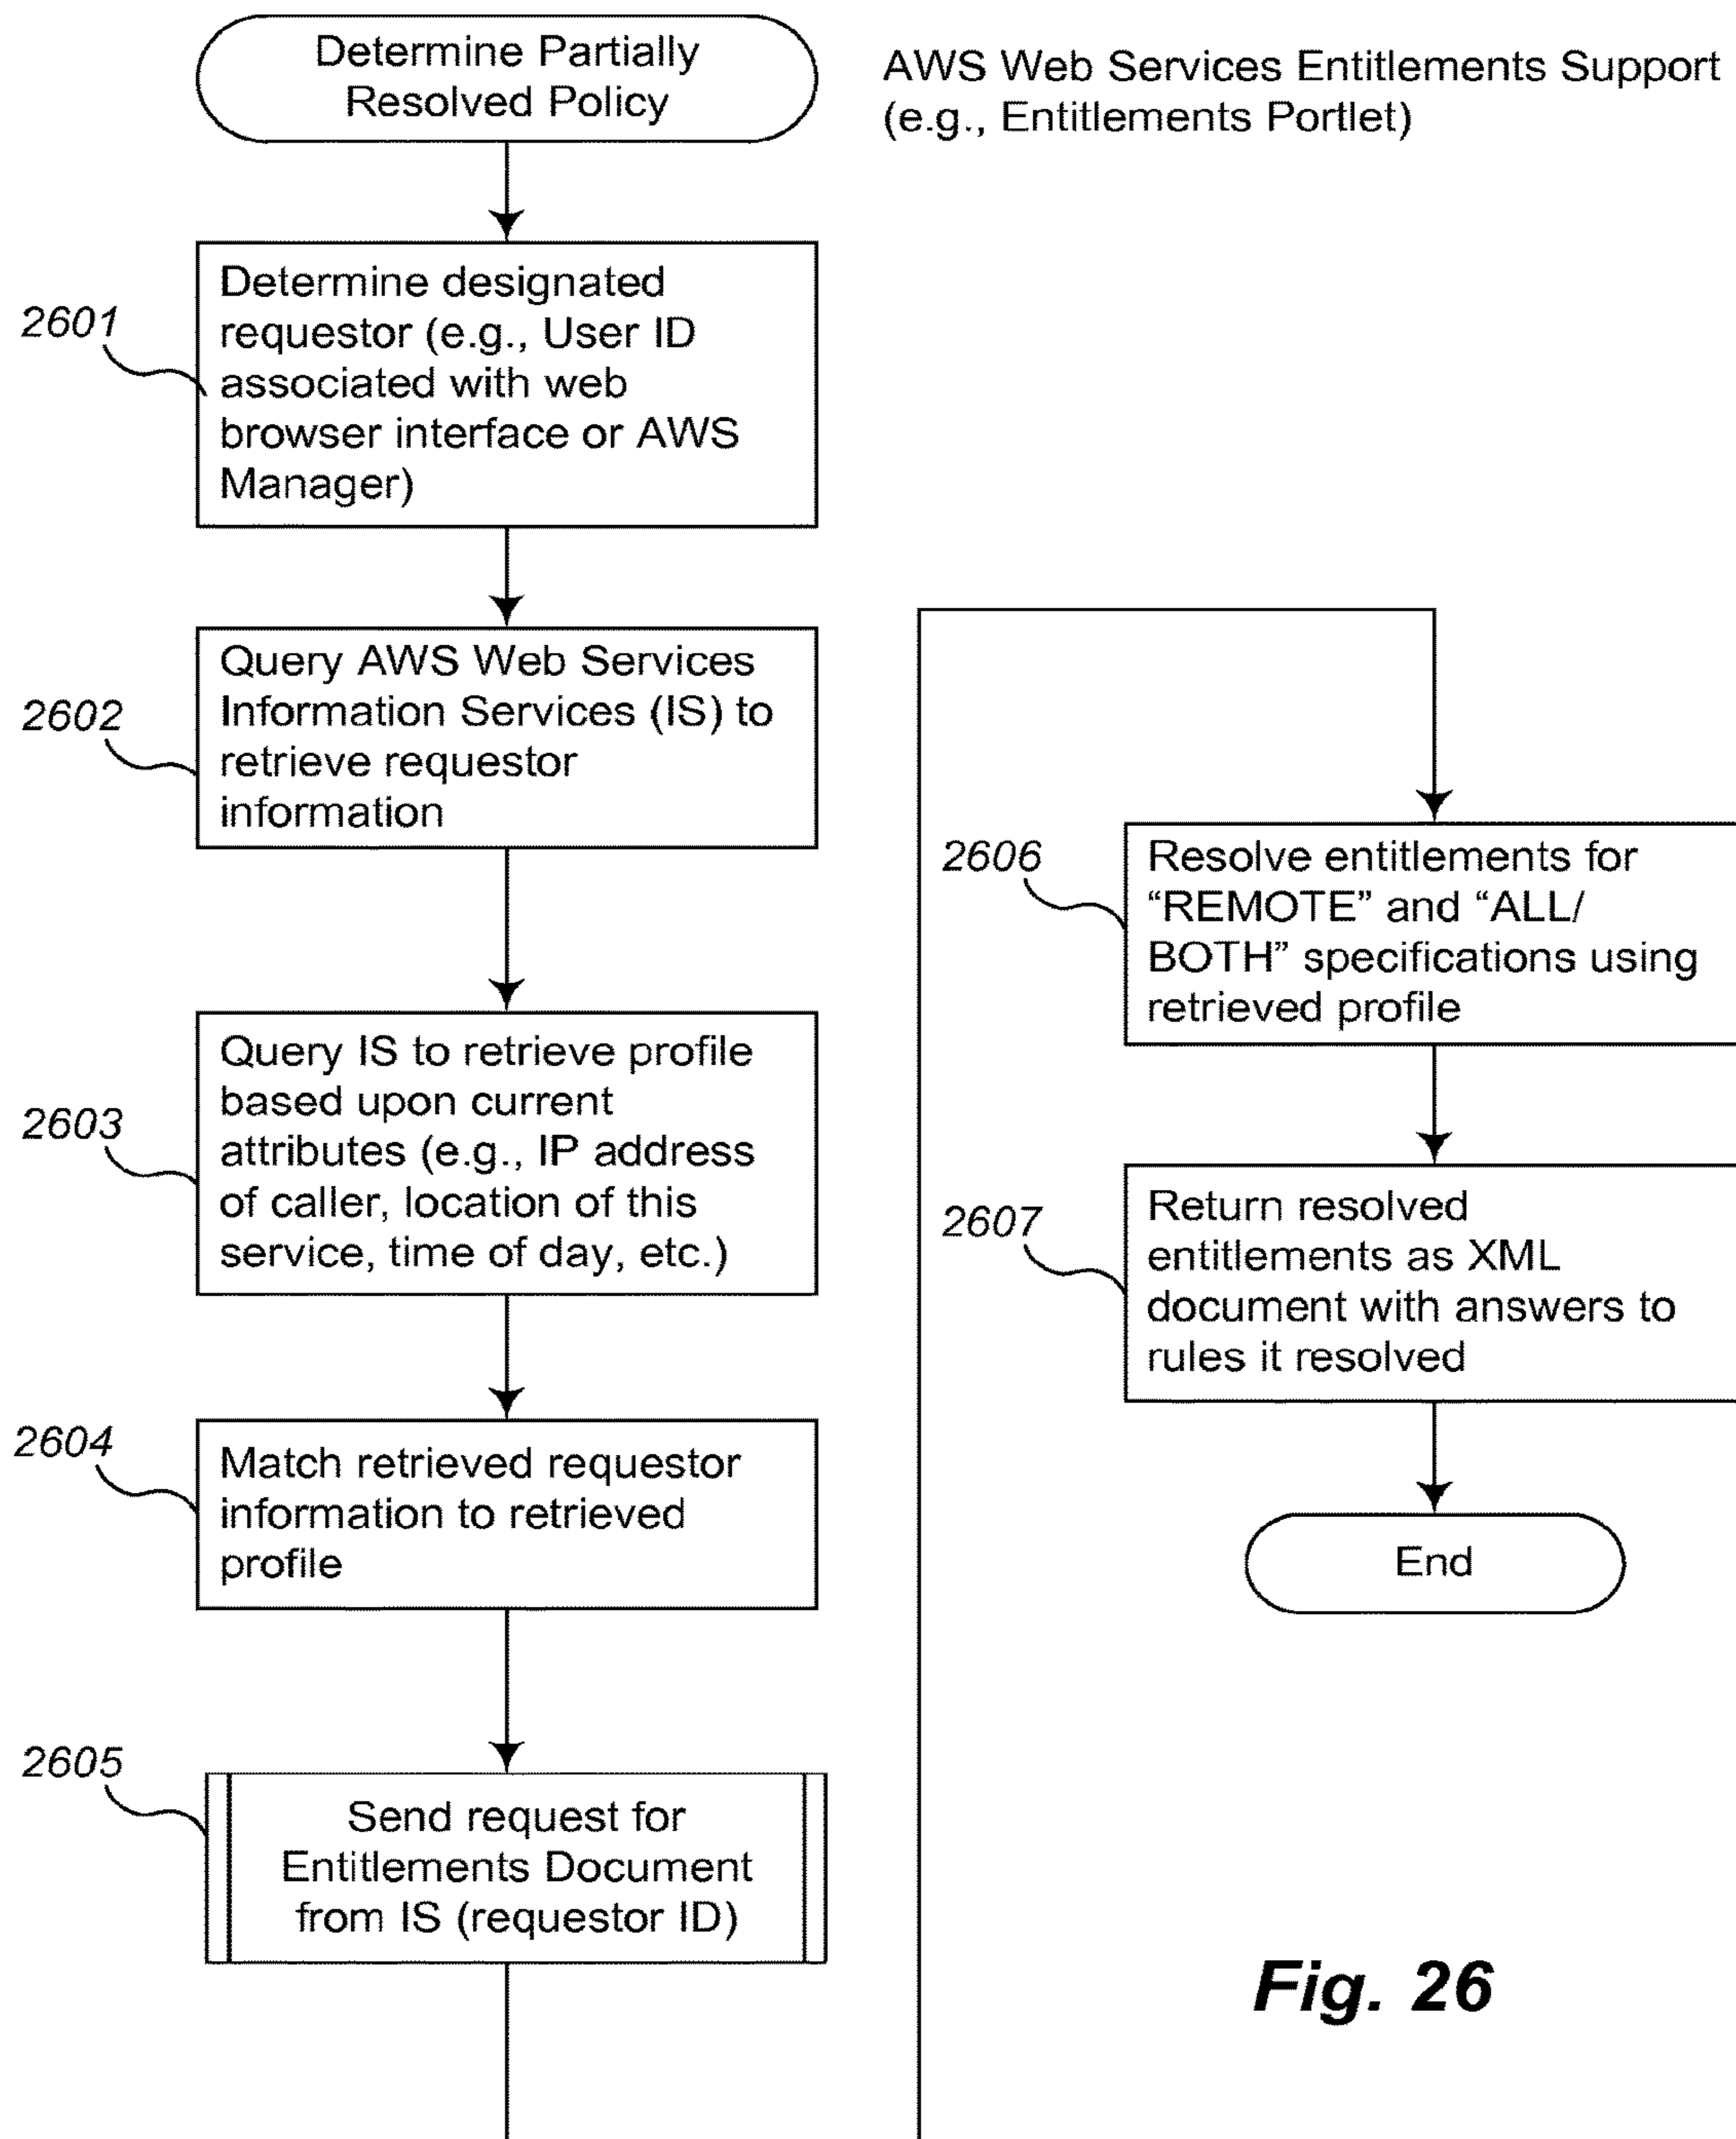 Determine Partially
Resolved Policy
AWS Web Services Entitlements Support
(e.g., Entitlements Portlet)
2601
Determine designated
requestor (e.g., User ID
associated with web
browser interface or AWS
Manager)
2602
Query AWS Web Services
Information Services (IS) to
retrieve requestor
information
2603
Query IS to retrieve profile
based upon current
attributes (e.g., IP address
of caller, location of this
service, time of day, etc.)
2604
Match retrieved requestor
information to retrieved
profile
2605
Send request for
Entitlements Document
from IS (requestor ID)
2606
Resolve entitlements for
“REMOTE” and “ALL/
BOTH” specifications using
retrieved profile
2607
Return resolved
entitlements as XML
document with answers to
rules it resolved
End
Fig. 26